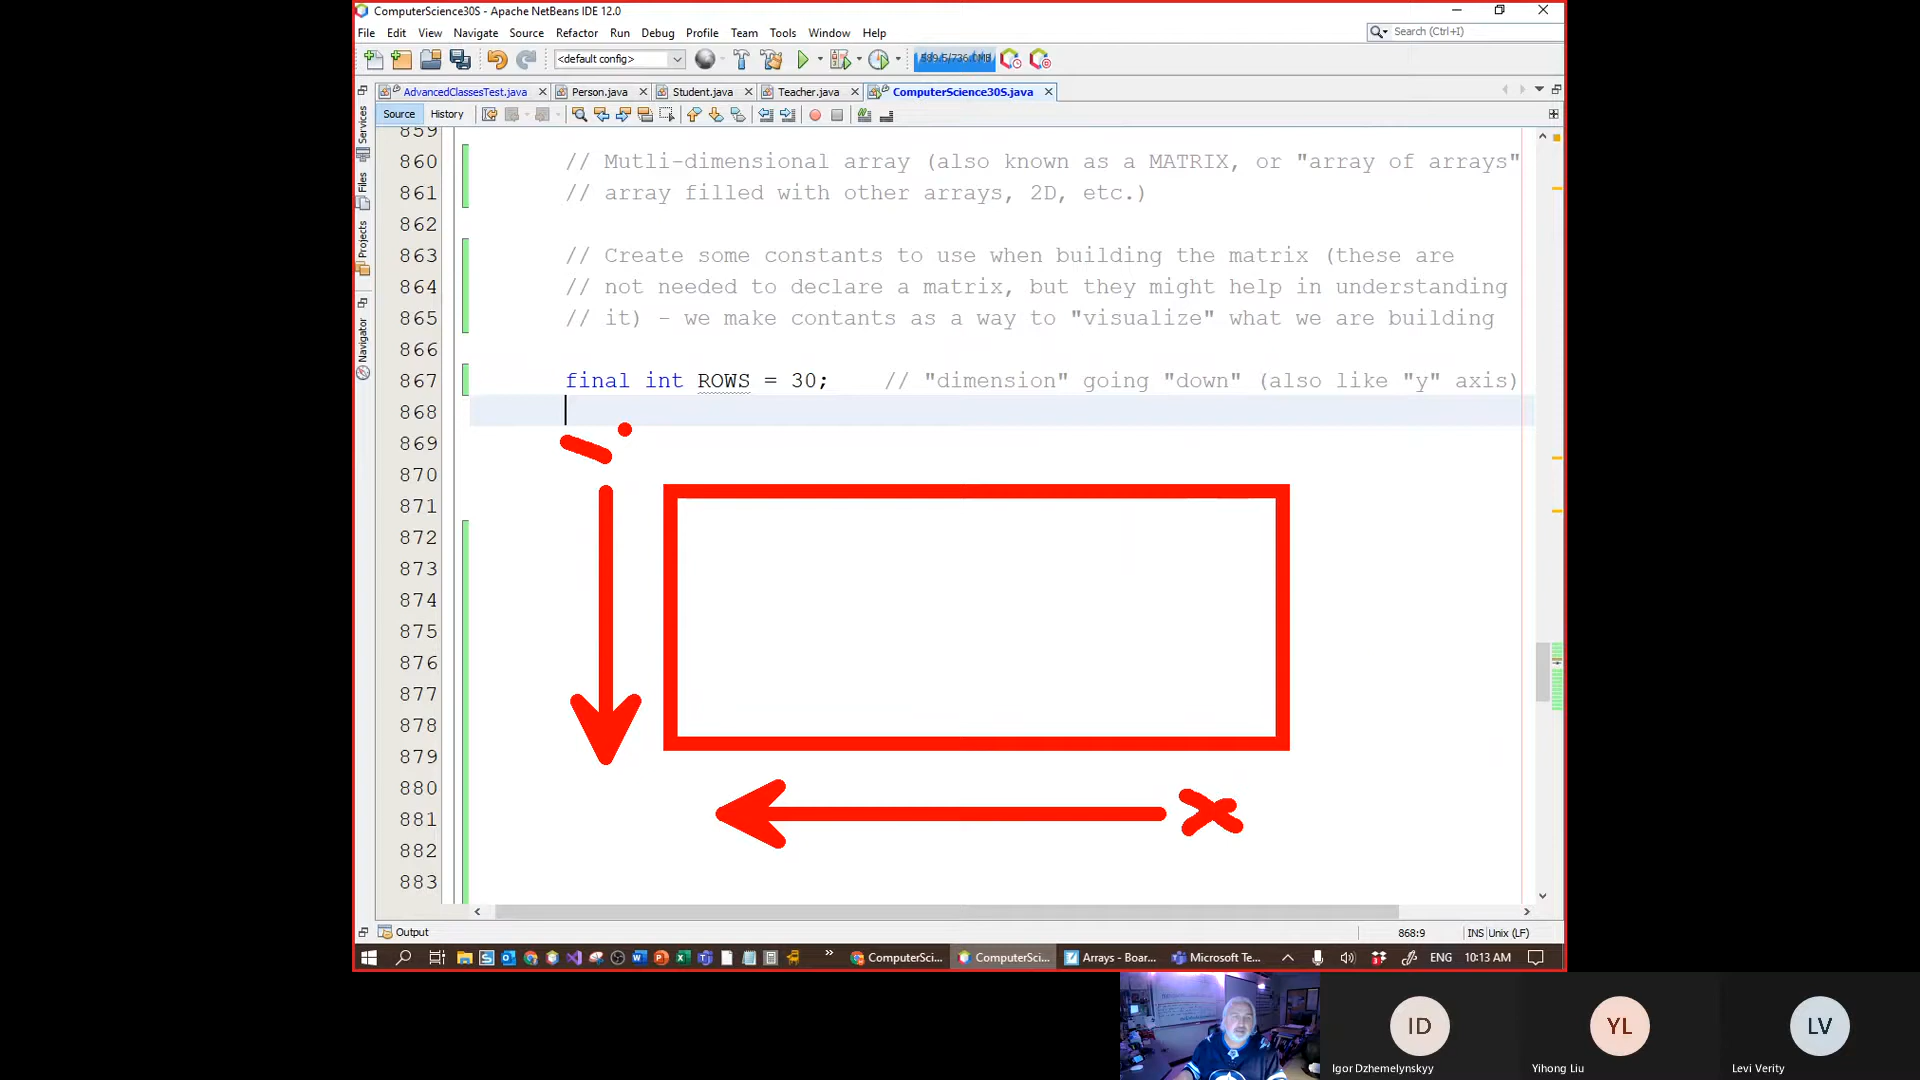 ComputerScience30S - Apache NetBeans IDE 12.0
File Edit View Navigate Source Refactor Run Debug Profile Team Tools Window Help
Search (Ctrl+I)
<default config>
AdvancedClassesTest.java Person.java Student.java Teacher.java ComputerScience30S.java
Source History
Services
Files
Projects
Navigator
859
860 // Mutli-dimensional array (also known as a MATRIX, or "array of arrays"
861 // array filled with other arrays, 2D, etc.)
862
863 // Create some constants to use when building the matrix (these are
864 // not needed to declare a matrix, but they might help in understanding
865 // it) - we make contants as a way to "visualize" what we are building
866
867 final int ROWS = 30; // "dimension" going "down" (also like "y" axis)
868
869
870
871
872
873
874
875
876
877
878
879
880
881
882
883
x
Output
868:9 INS Unix (LF)
ComputerSci... ComputerSci... Arrays - Boar... Microsoft Te... ENG 10:13 AM
ID YL LV
Igor Dzhemelynskyy Yihong Liu Levi Verity